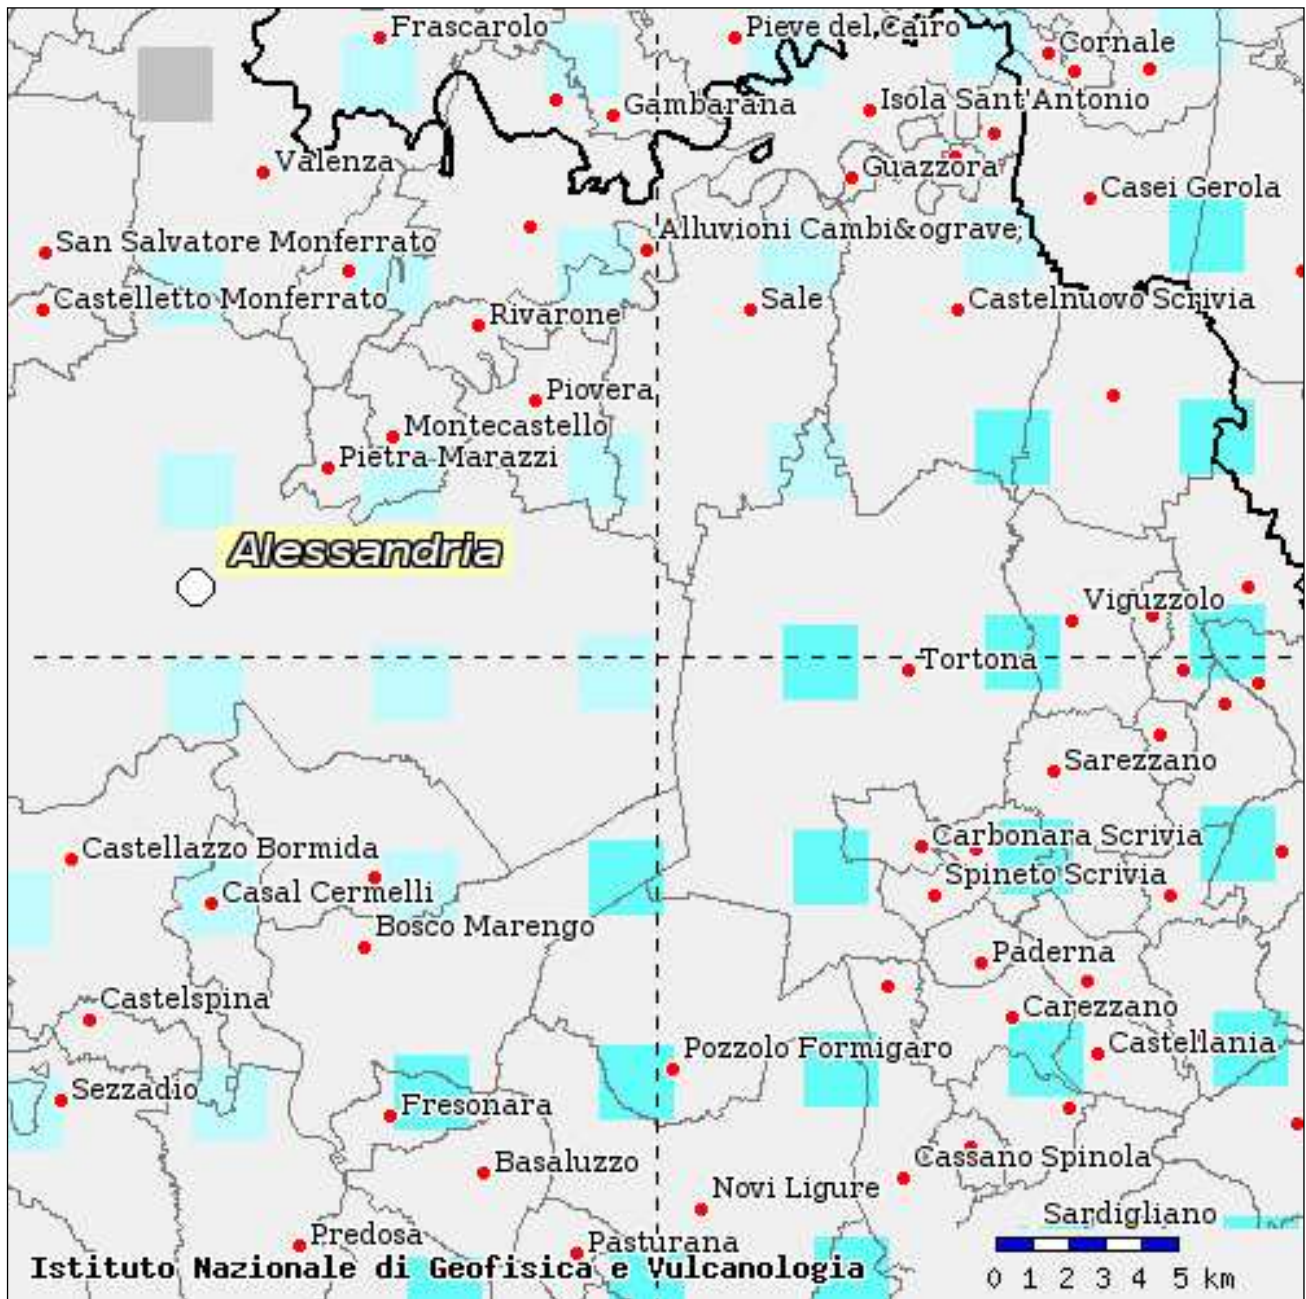 Frascarolo
Pieve del Cairo
Cornale
Gambarana
Isola Sant'Antonio
Valenza
Guazzora
Casei Gerola
San Salvatore Monferrato
Alluvioni Cambi&ograve;
Castelletto Monferrato
Sale
Castelnuovo Scrivia
Rivarone
Piovera
Montecastello
Pietra Marazzi
Alessandria
Viguzzolo
Tortona
Sarezzano
Carbonara Scrivia
Castellazzo Bormida
Spineto Scrivia
Casal Cermelli
Bosco Marengo
Paderna
Castelspina
Carezzano
Castellania
Pozzolo Formigaro
Sezzadio
Fresonara
Cassano Spinola
Basaluzzo
Novi Ligure
Sardigliano
Predosa
Pasturana
Istituto Nazionale di Geofisica e Vulcanologia
0 1 2 3 4 5 km